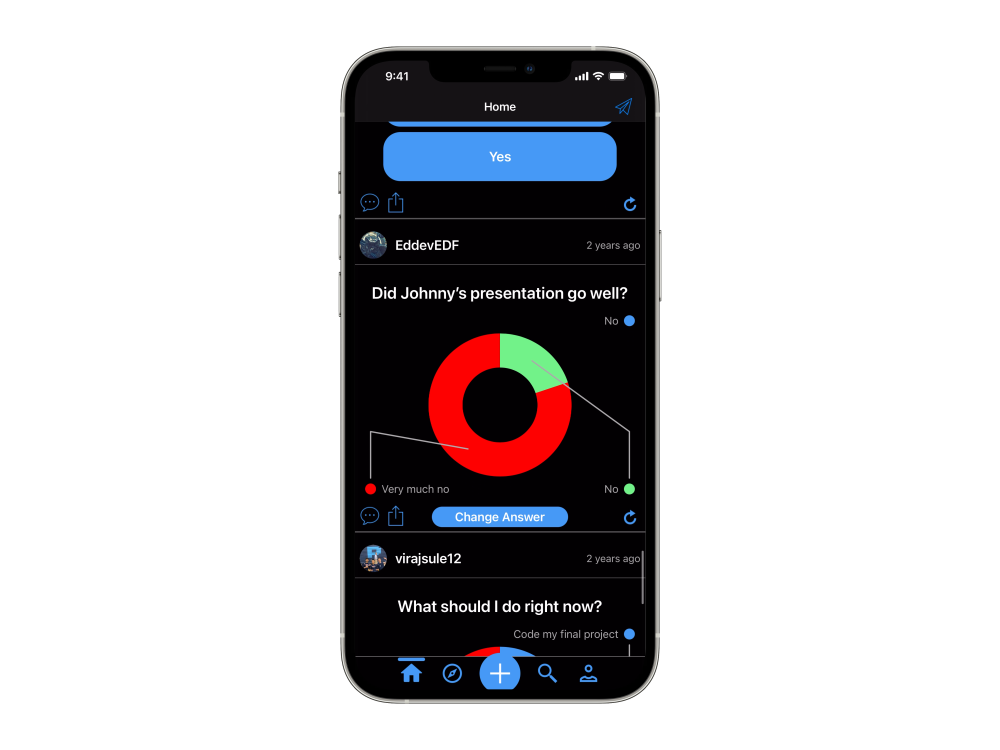 9:41
Home
Yes
EddevEDF
2 years ago
Did Johnny’s presentation go well?
No
Very much no
No
Change Answer
virajsule12
2 years ago
What should I do right now?
Code my final project